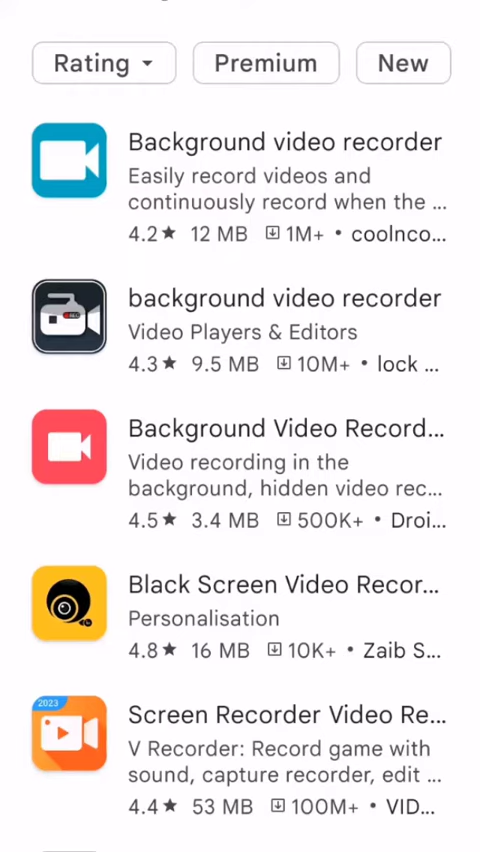 Rating Premium New
Background video recorder
Easily record videos and
continuously record when the ...
4.2★ 12 MB 1M+ • coolnco...
background video recorder
Video Players & Editors
4.3★ 9.5 MB 10M+ • lock ...
Background Video Record...
Video recording in the
background, hidden video rec...
4.5★ 3.4 MB 500K+ • Droi...
Black Screen Video Recor...
Personalisation
4.8★ 16 MB 10K+ • Zaib S...
2023
Screen Recorder Video Re...
V Recorder: Record game with
sound, capture recorder, edit ...
4.4★ 53 MB 100M+ • VID...